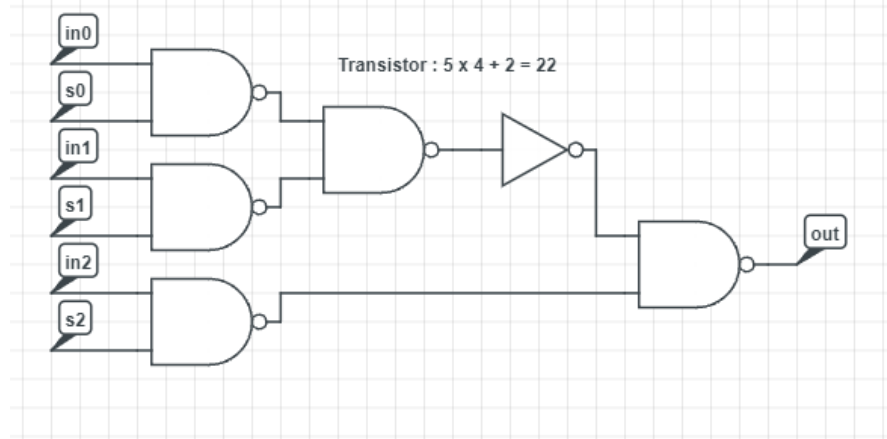 in0
Transistor : 5 x 4 + 2 = 22
s0
in1
s1
in2
out
s2